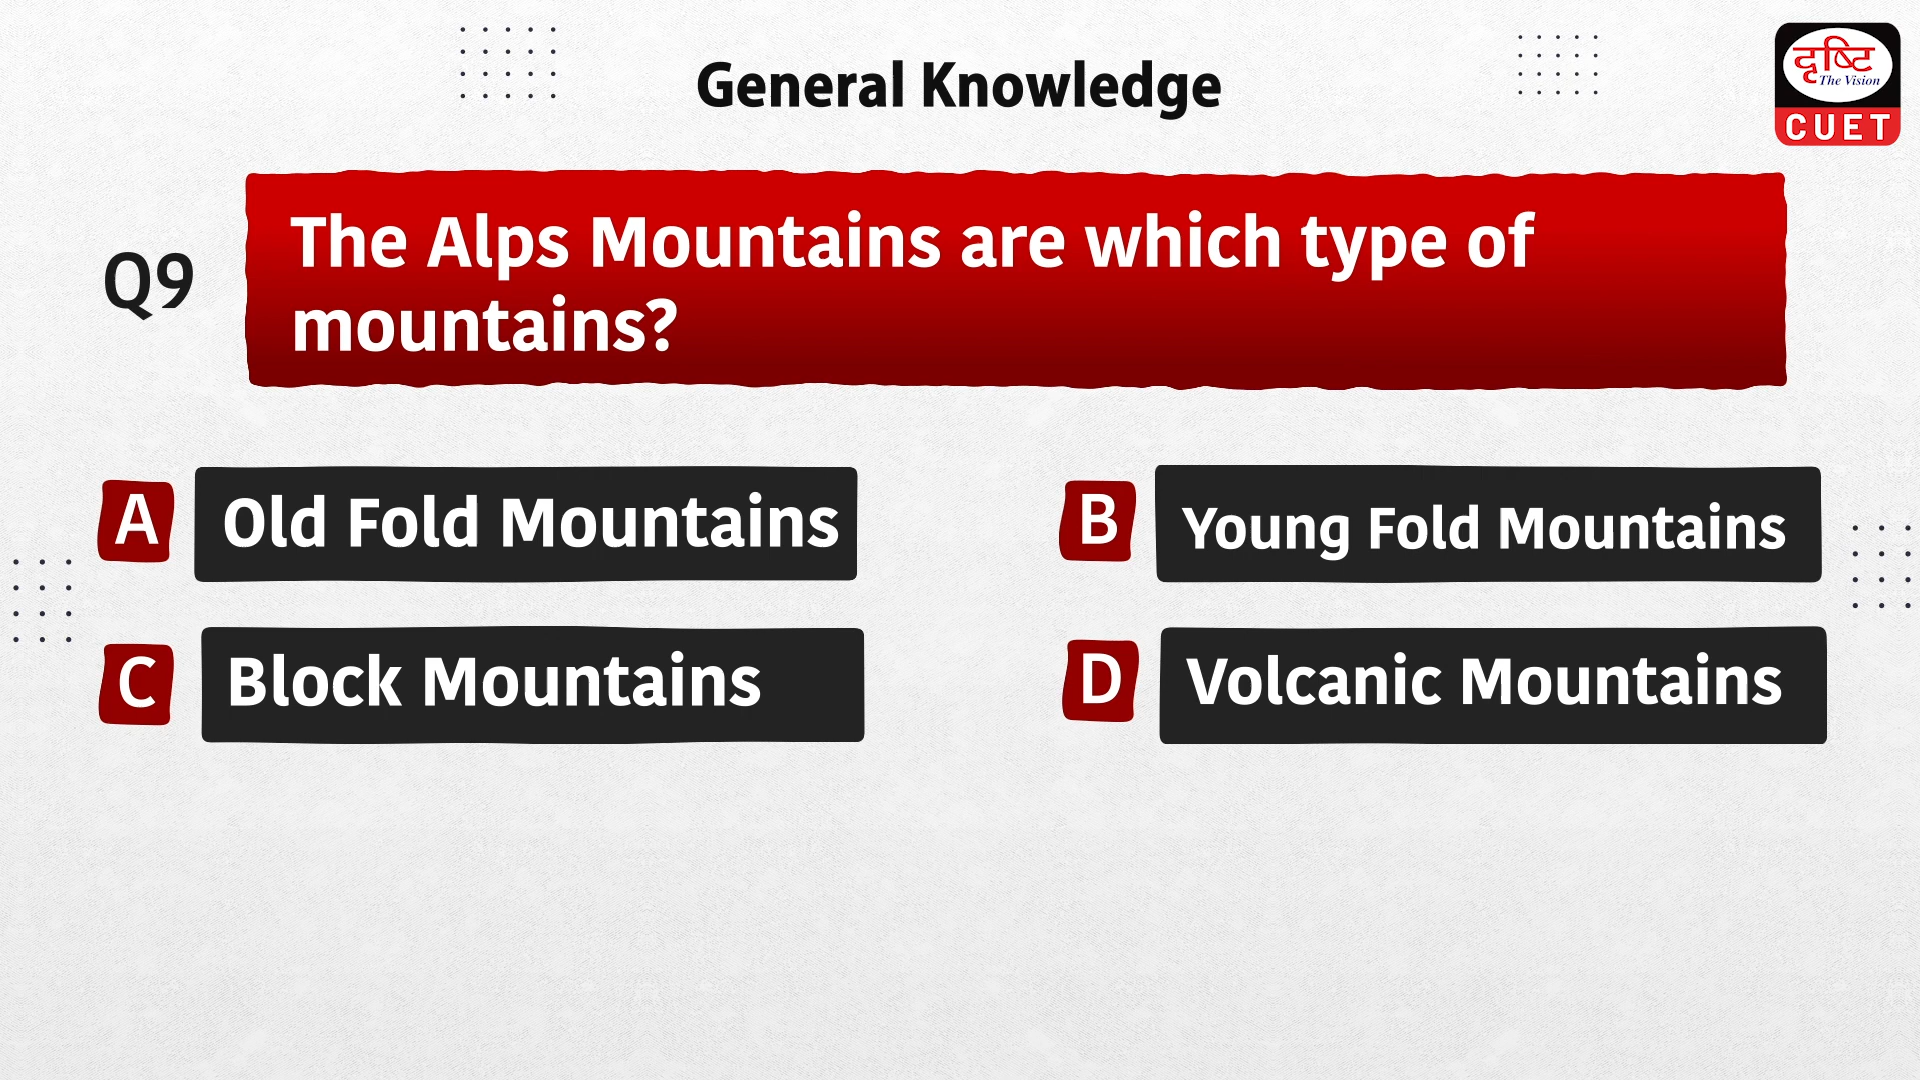 General Knowledge
दृष्टि
The Vision
CUET
Q9
The Alps Mountains are which type of
mountains?
A Old Fold Mountains
B Young Fold Mountains
C Block Mountains
D Volcanic Mountains